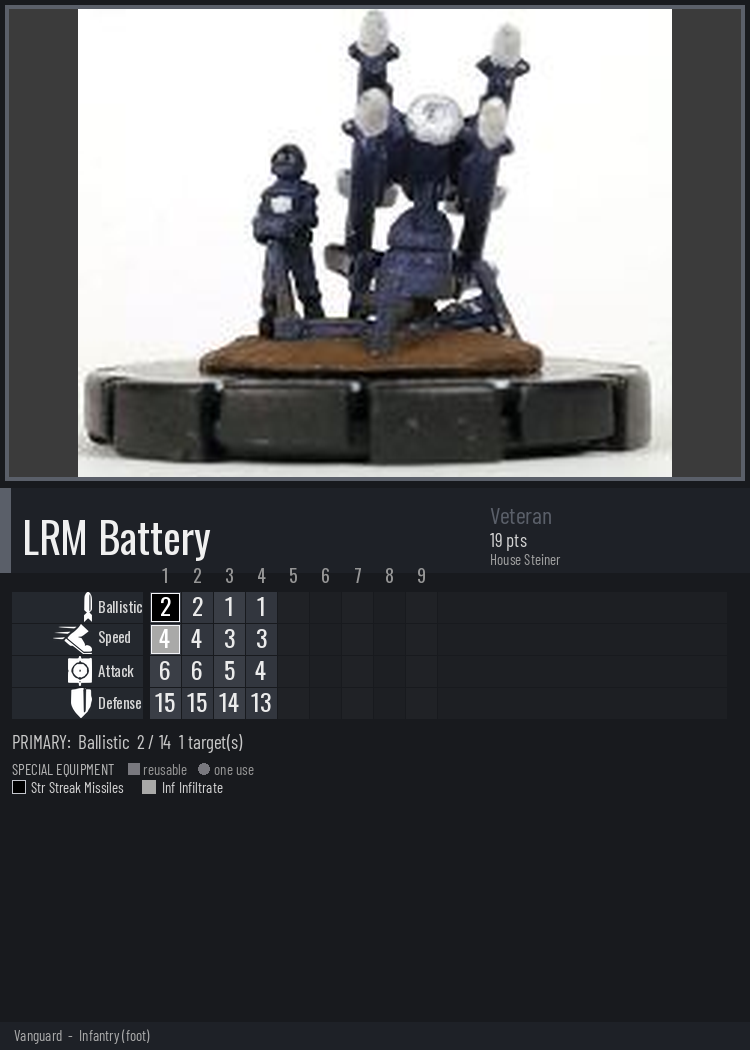 LRM Battery
Veteran
19 pts
House Steiner
1 2 3 4 5 6 7 8 9
Ballistic 2 2 1 1
Speed 4 4 3 3
Attack 6 6 5 4
Defense 15 15 14 13
PRIMARY: Ballistic 2 / 14 1 target(s)
SPECIAL EQUIPMENT reusable one use
Str Streak Missiles Inf Infiltrate
Vanguard - Infantry (foot)